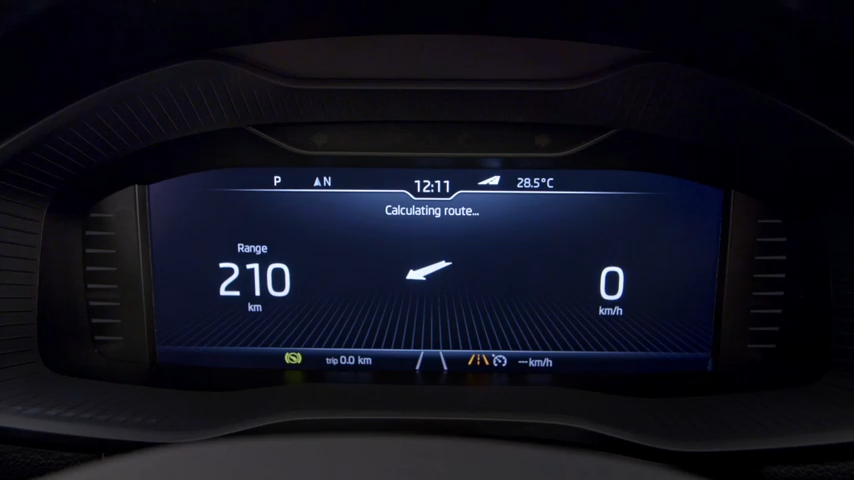 P N 12:11 28.5°C
Calculating route...
Range
210
km
0
km/h
trip 0.0 km --- km/h